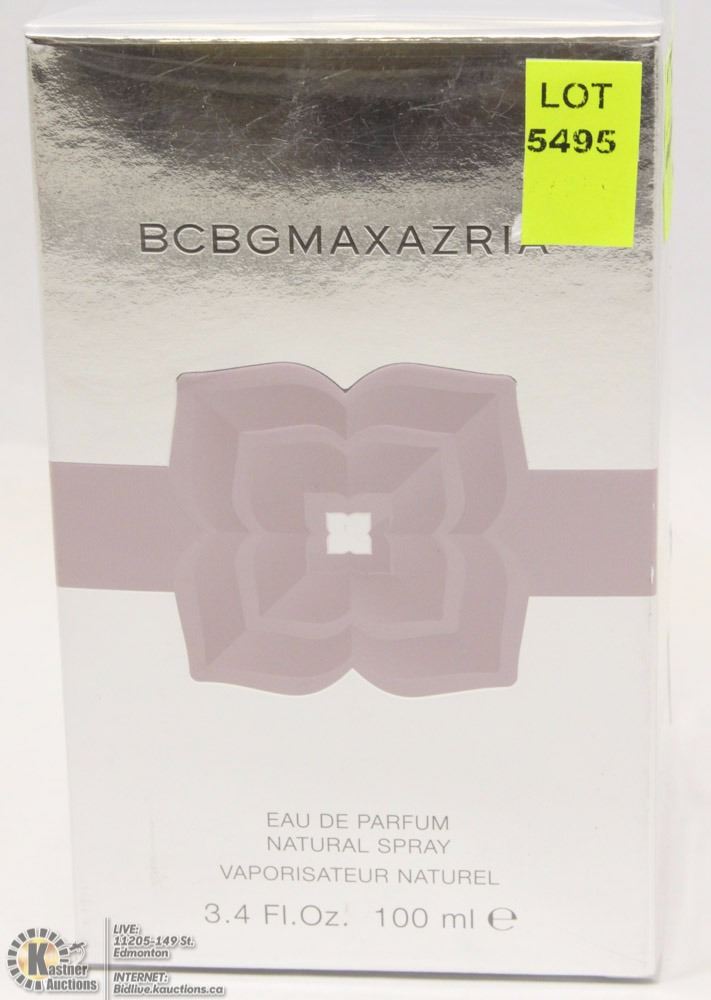 LOT
5495
BCBGMAXAZRIA
EAU DE PARFUM
NATURAL SPRAY
VAPORISATEUR NATUREL
3.4 Fl.Oz. 100 ml ℮
K
Kastner
Auctions
LIVE:
11205-149 St.
Edmonton
INTERNET:
Bidlive.kauctions.ca